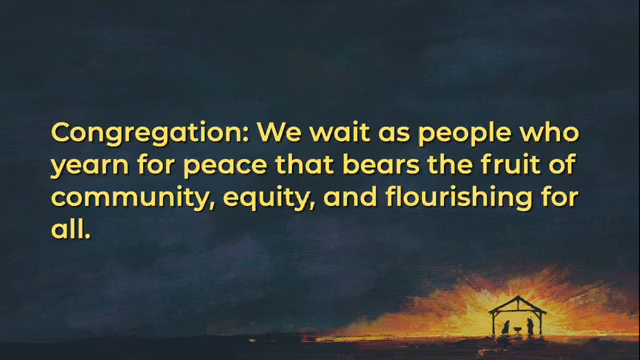 Congregation: We wait as people who
yearn for peace that bears the fruit of
community, equity, and flourishing for
all.